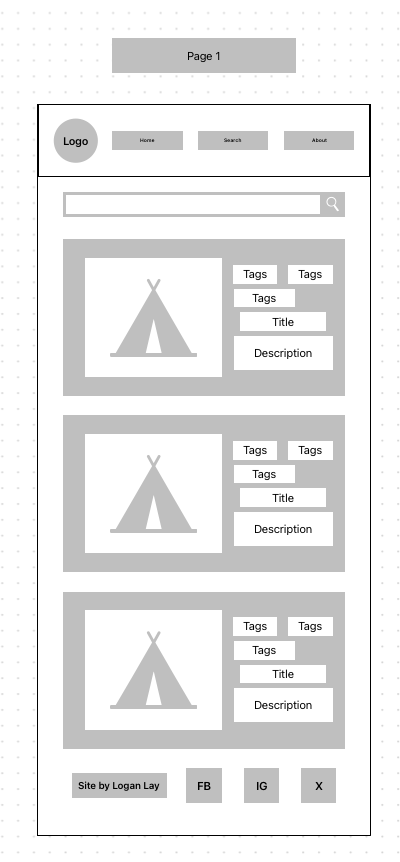 Page 1
Logo
Home
Search
About
Tags
Tags
Tags
Title
Description
Tags
Tags
Tags
Title
Description
Tags
Tags
Tags
Title
Description
Site by Logan Lay
FB
IG
X